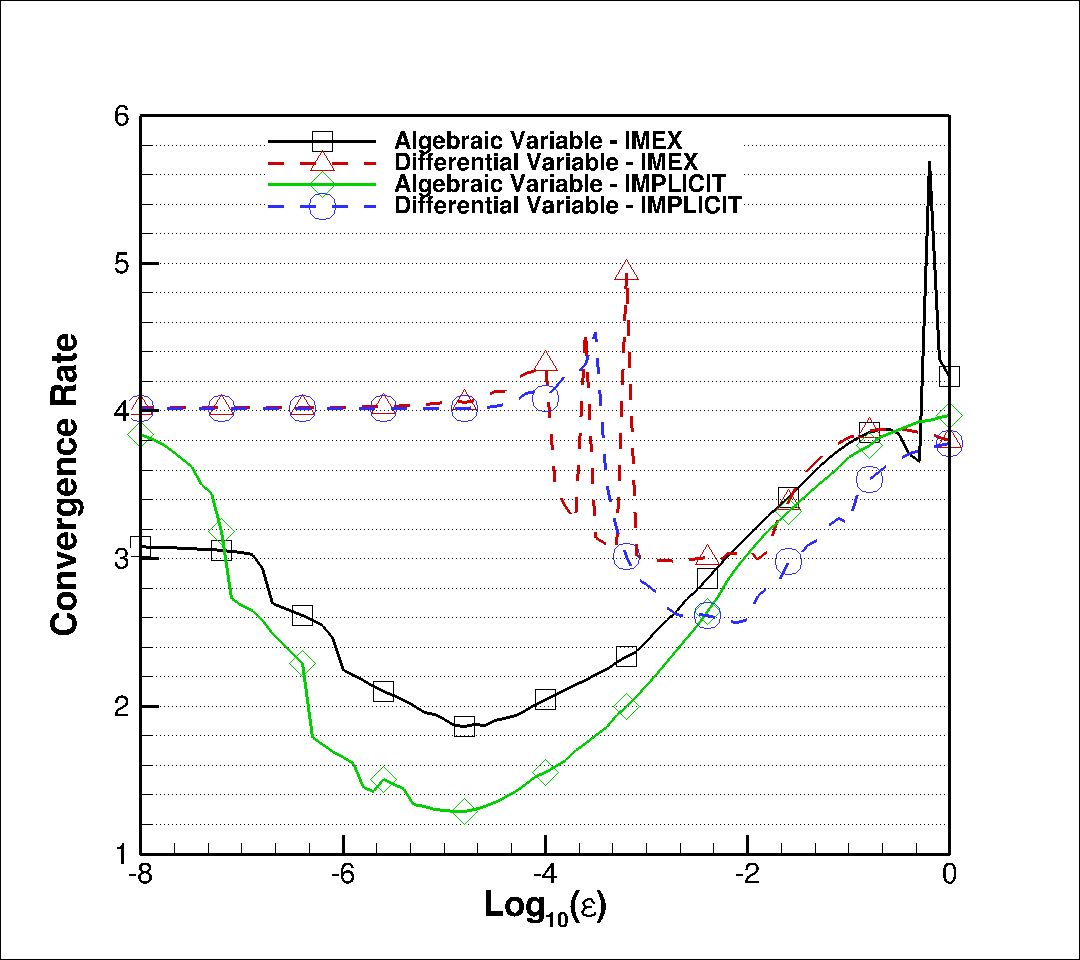 6
Algebraic Variable - IMEX
Differential Variable - IMEX
Algebraic Variable - IMPLICIT
Differential Variable - IMPLICIT
5
4
3
2
1
Convergence Rate
-8 -6 -4 -2 0
Log10(ε)